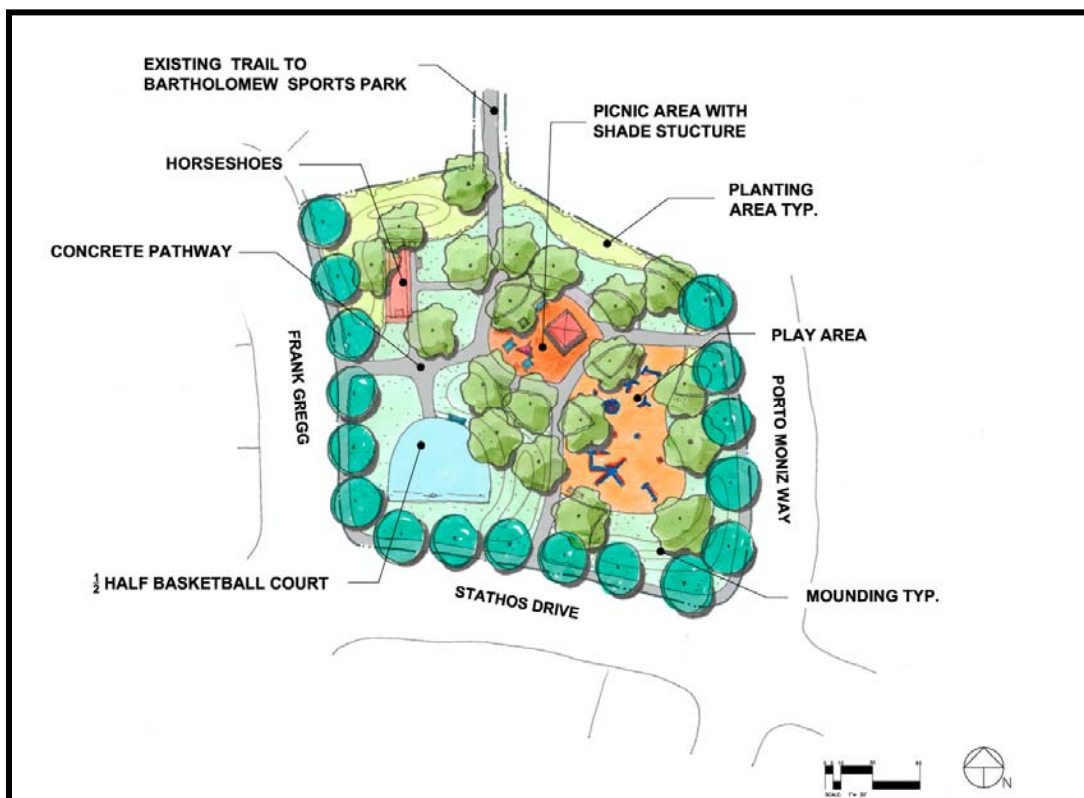 EXISTING TRAIL TO
BARTHOLOMEW SPORTS PARK
PICNIC AREA WITH
SHADE STUCTURE
HORSESHOES
PLANTING
AREA TYP.
CONCRETE PATHWAY
PLAY AREA
FRANK GREGG
PORTO MONIZ WAY
½ HALF BASKETBALL COURT
STATHOS DRIVE
MOUNDING TYP.
N
SCALE: